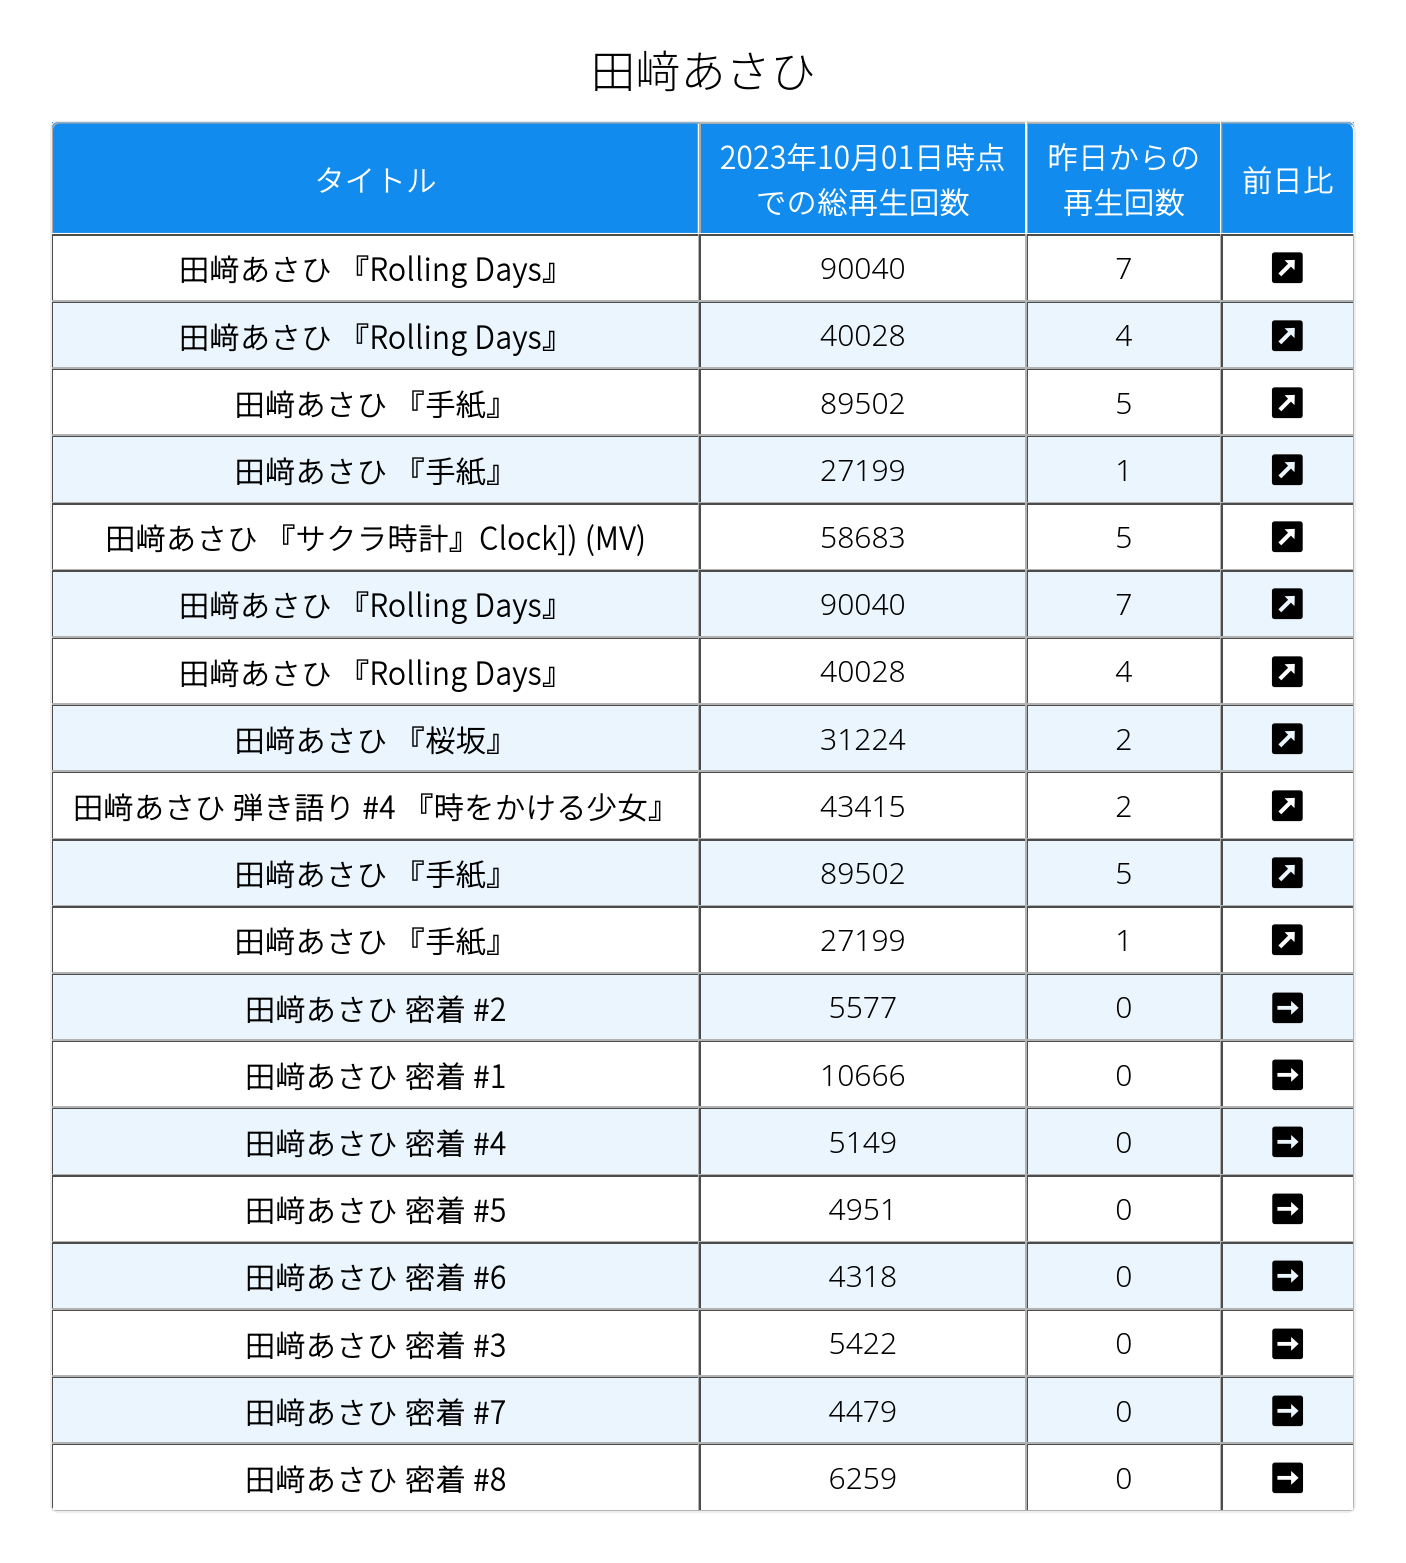 田﨑あさひ
タイトル 2023年10月01日時点での総再生回数 昨日からの再生回数 前日比
田﨑あさひ 『Rolling Days』 90040 7 ↗
田﨑あさひ 『Rolling Days』 40028 4 ↗
田﨑あさひ 『手紙』 89502 5 ↗
田﨑あさひ 『手紙』 27199 1 ↗
田﨑あさひ 『サクラ時計』Clock]) (MV) 58683 5 ↗
田﨑あさひ 『Rolling Days』 90040 7 ↗
田﨑あさひ 『Rolling Days』 40028 4 ↗
田﨑あさひ 『桜坂』 31224 2 ↗
田﨑あさひ 弾き語り #4 『時をかける少女』 43415 2 ↗
田﨑あさひ 『手紙』 89502 5 ↗
田﨑あさひ 『手紙』 27199 1 ↗
田﨑あさひ 密着 #2 5577 0 →
田﨑あさひ 密着 #1 10666 0 →
田﨑あさひ 密着 #4 5149 0 →
田﨑あさひ 密着 #5 4951 0 →
田﨑あさひ 密着 #6 4318 0 →
田﨑あさひ 密着 #3 5422 0 →
田﨑あさひ 密着 #7 4479 0 →
田﨑あさひ 密着 #8 6259 0 →